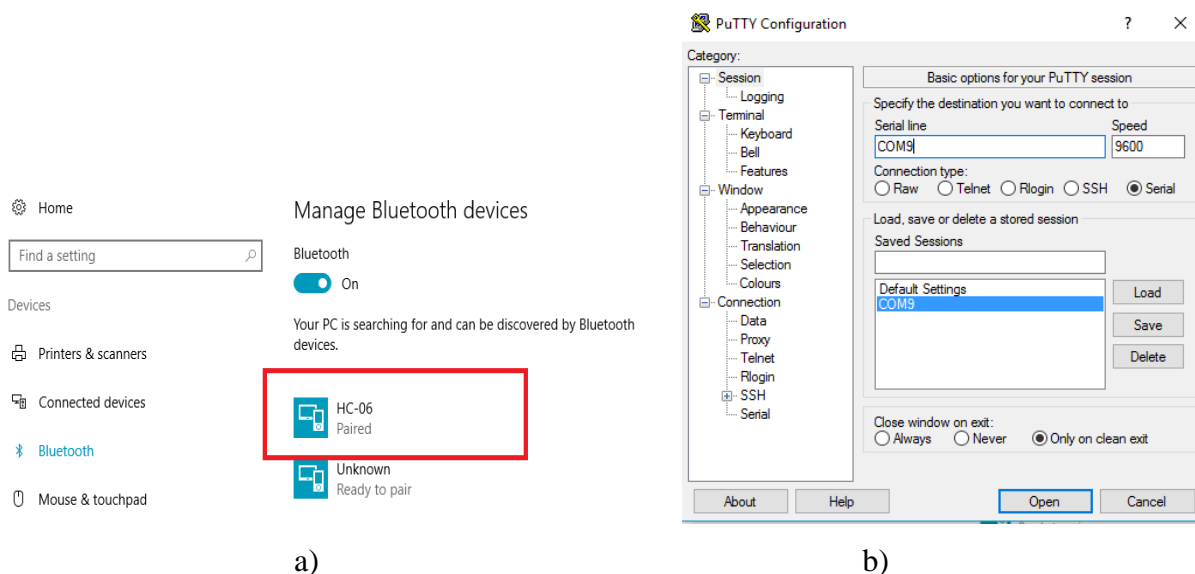 Home
Find a setting
Devices
Printers & scanners
Connected devices
Bluetooth
Mouse & touchpad
Manage Bluetooth devices
Bluetooth
On
Your PC is searching for and can be discovered by Bluetooth
devices.
HC-06
Paired
Unknown
Ready to pair
a)
PuTTY Configuration
? ×
Category:
Session
Logging
Terminal
Keyboard
Bell
Features
Window
Appearance
Behaviour
Translation
Selection
Colours
Connection
Data
Proxy
Telnet
Rlogin
SSH
Serial
Basic options for your PuTTY session
Specify the destination you want to connect to
Serial line Speed
COM9 9600
Connection type:
Raw Telnet Rlogin SSH Serial
Load, save or delete a stored session
Saved Sessions
Default Settings
COM9
Load
Save
Delete
Close window on exit:
Always Never Only on clean exit
About Help Open Cancel
b)